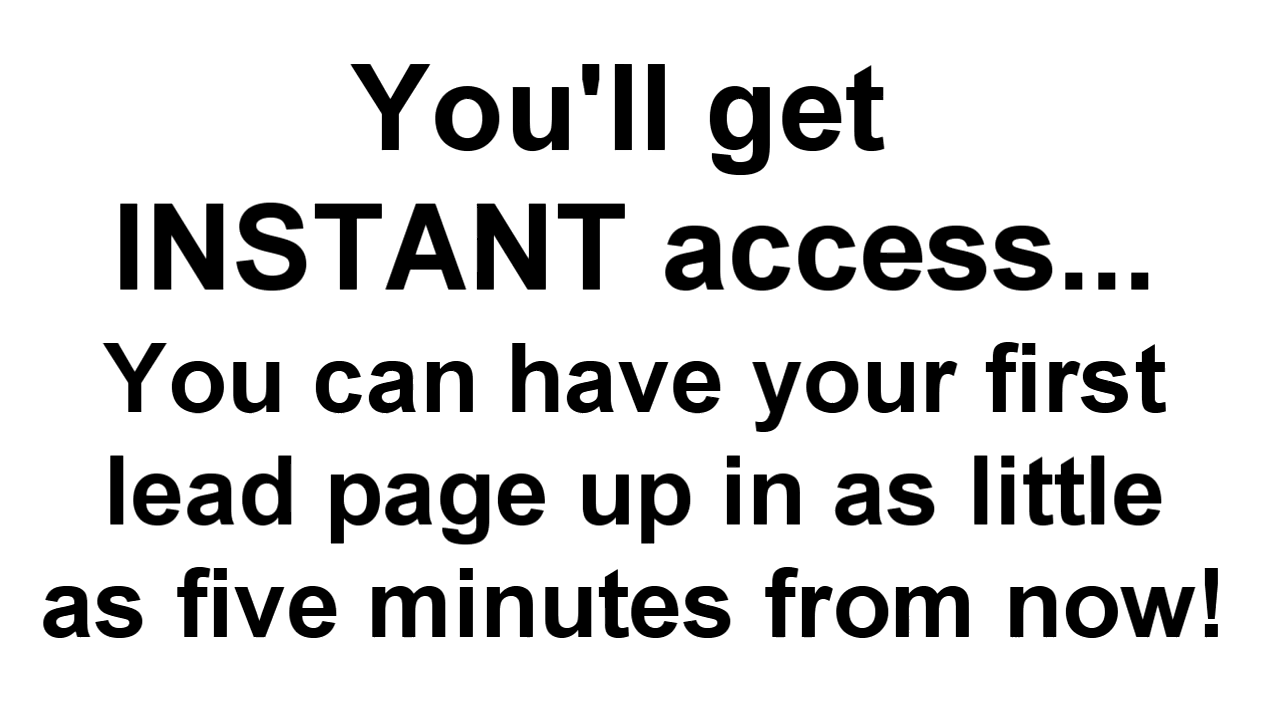 You'll get
INSTANT access...
You can have your first
lead page up in as little
as five minutes from now!